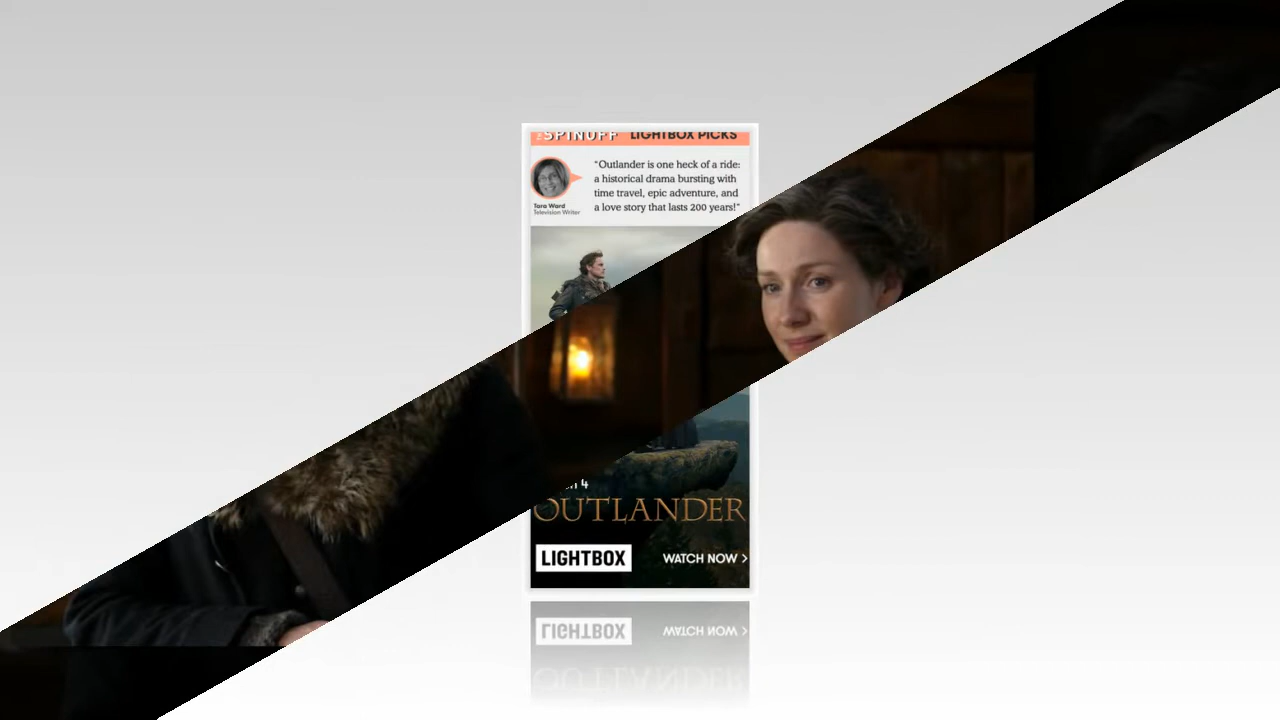 SPINOFF LIGHTBOX PICKS
"Outlander is one heck of a ride:
a historical drama bursting with
time travel, epic adventure, and
a love story that lasts 200 years!"
Tara Ward
Television Writer
4
OUTLANDER
LIGHTBOX WATCH NOW >